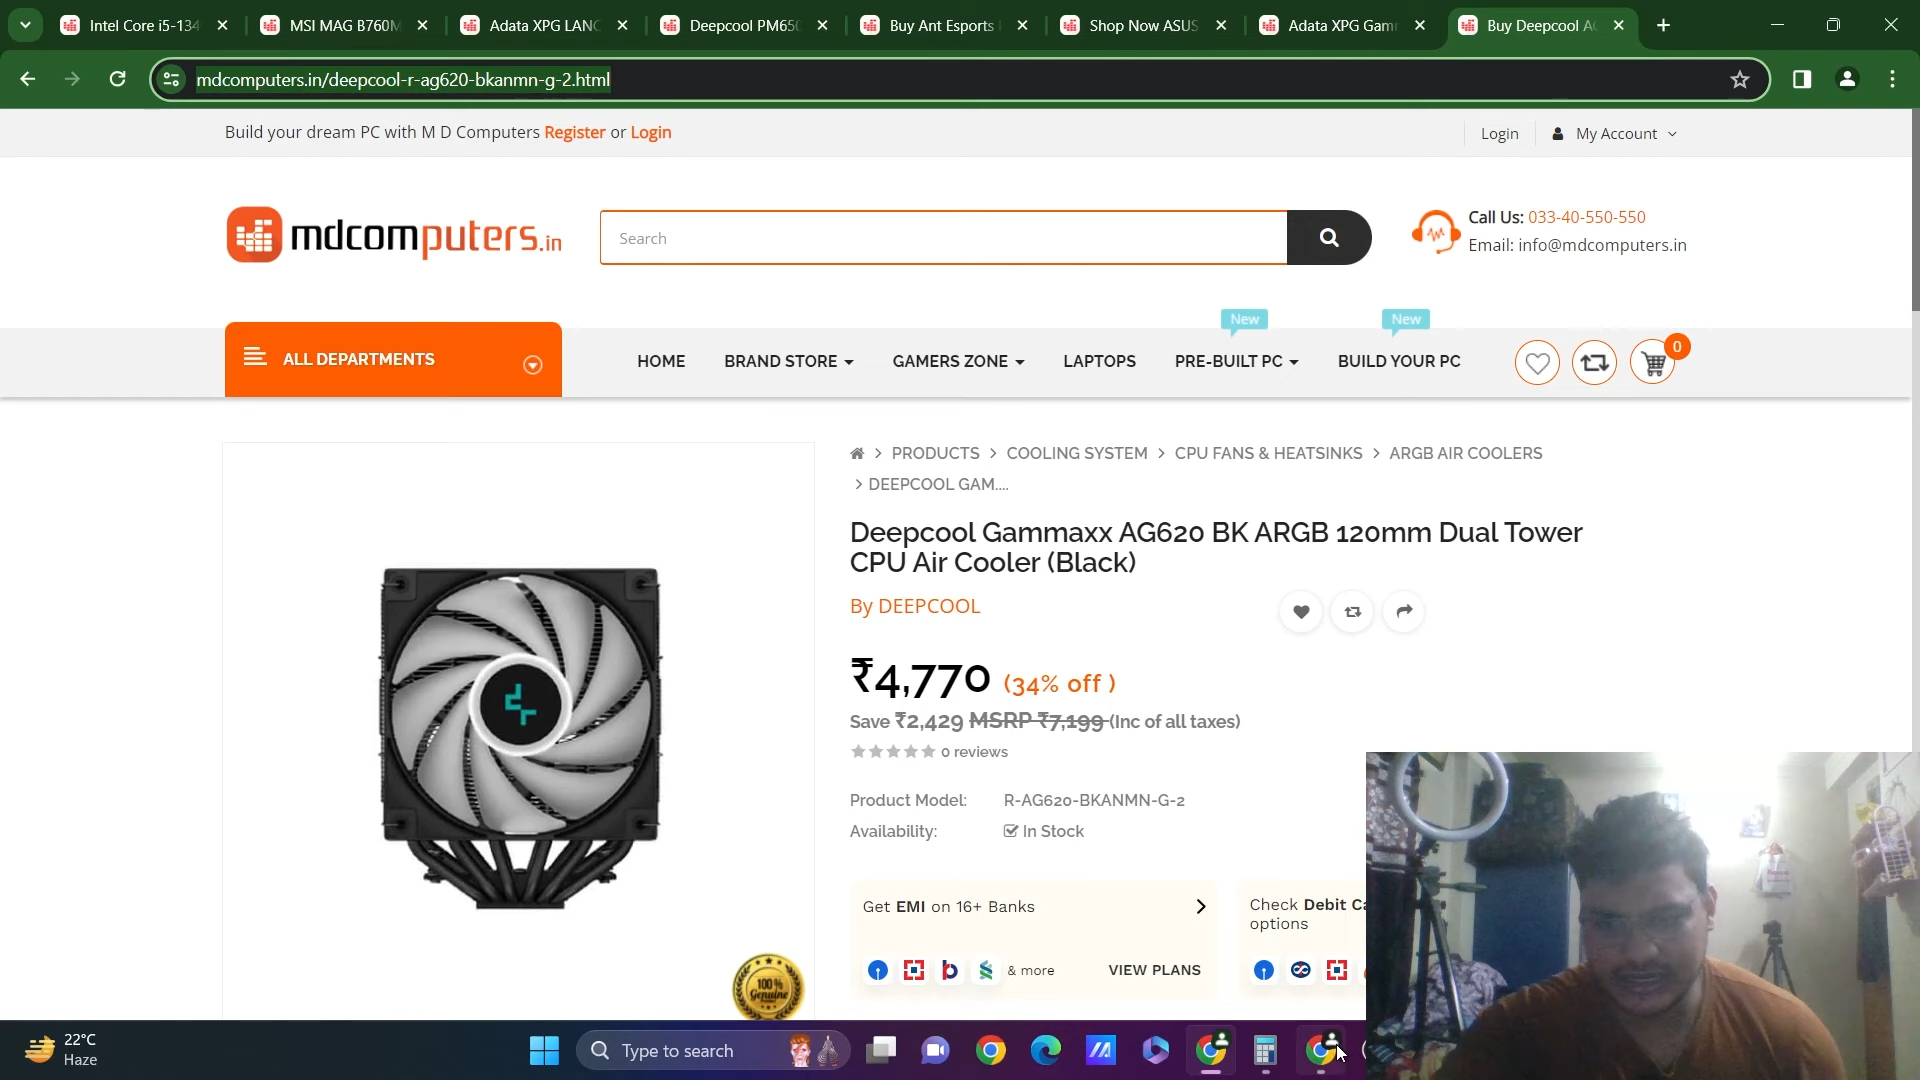 Intel Core i5-134
MSI MAG B760M
Adata XPG LANC
Deepcool PM650
Buy Ant Esports
Shop Now ASUS
Adata XPG Gam
Buy Deepcool AG
mdcomputers.in/deepcool-r-ag620-bkanmn-g-2.html
Build your dream PC with M D Computers Register or Login
Login
My Account
mdcomputers.in
Search
Call Us: 033-40-550-550
Email: info@mdcomputers.in
New
New
0
ALL DEPARTMENTS
HOME
BRAND STORE
GAMERS ZONE
LAPTOPS
PRE-BUILT PC
BUILD YOUR PC
> PRODUCTS > COOLING SYSTEM > CPU FANS & HEATSINKS > ARGB AIR COOLERS
> DEEPCOOL GAM....
Deepcool Gammaxx AG620 BK ARGB 120mm Dual Tower
CPU Air Cooler (Black)
By DEEPCOOL
₹4,770 (34% off )
Save ₹2,429 MSRP ₹7,199 (Inc of all taxes)
0 reviews
Product Model: R-AG620-BKANMN-G-2
Availability: In Stock
Get EMI on 16+ Banks
Check Debit Ca
options
& more
VIEW PLANS
100%
Genuine
22°C
Haze
Type to search